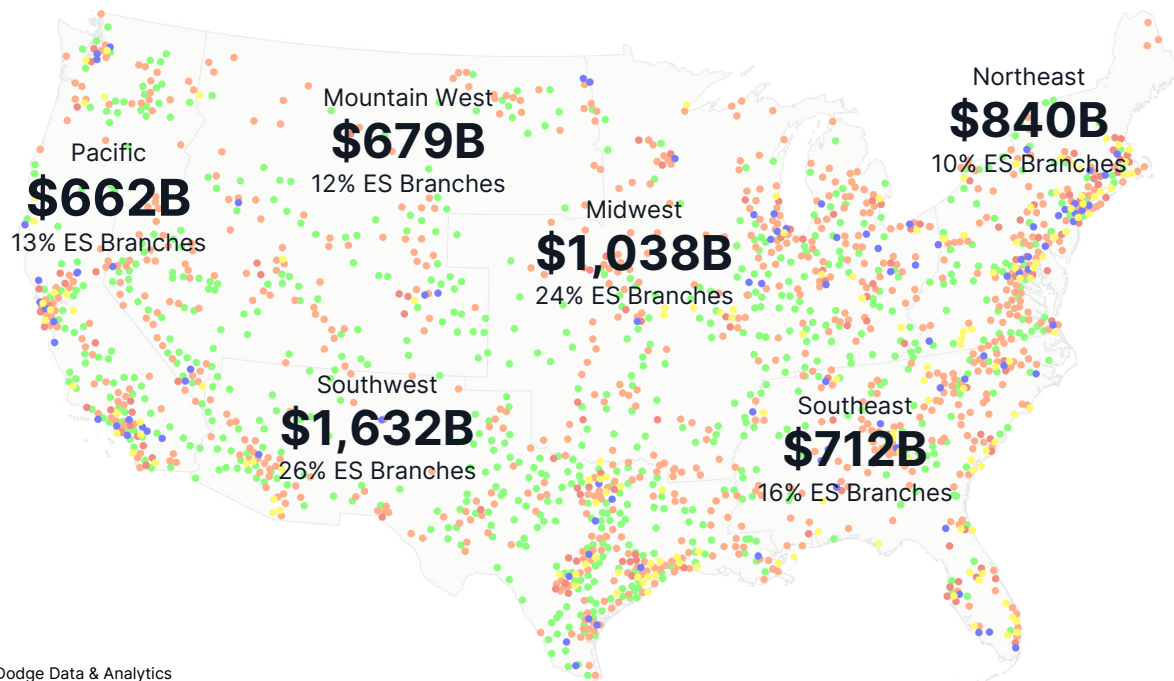 Northeast
$840B
10% ES Branches
Mountain West
$679B
12% ES Branches
Pacific
$662B
13% ES Branches
Midwest
$1,038B
24% ES Branches
Southwest
$1,632B
26% ES Branches
Southeast
$712B
16% ES Branches
Dodge Data & Analytics